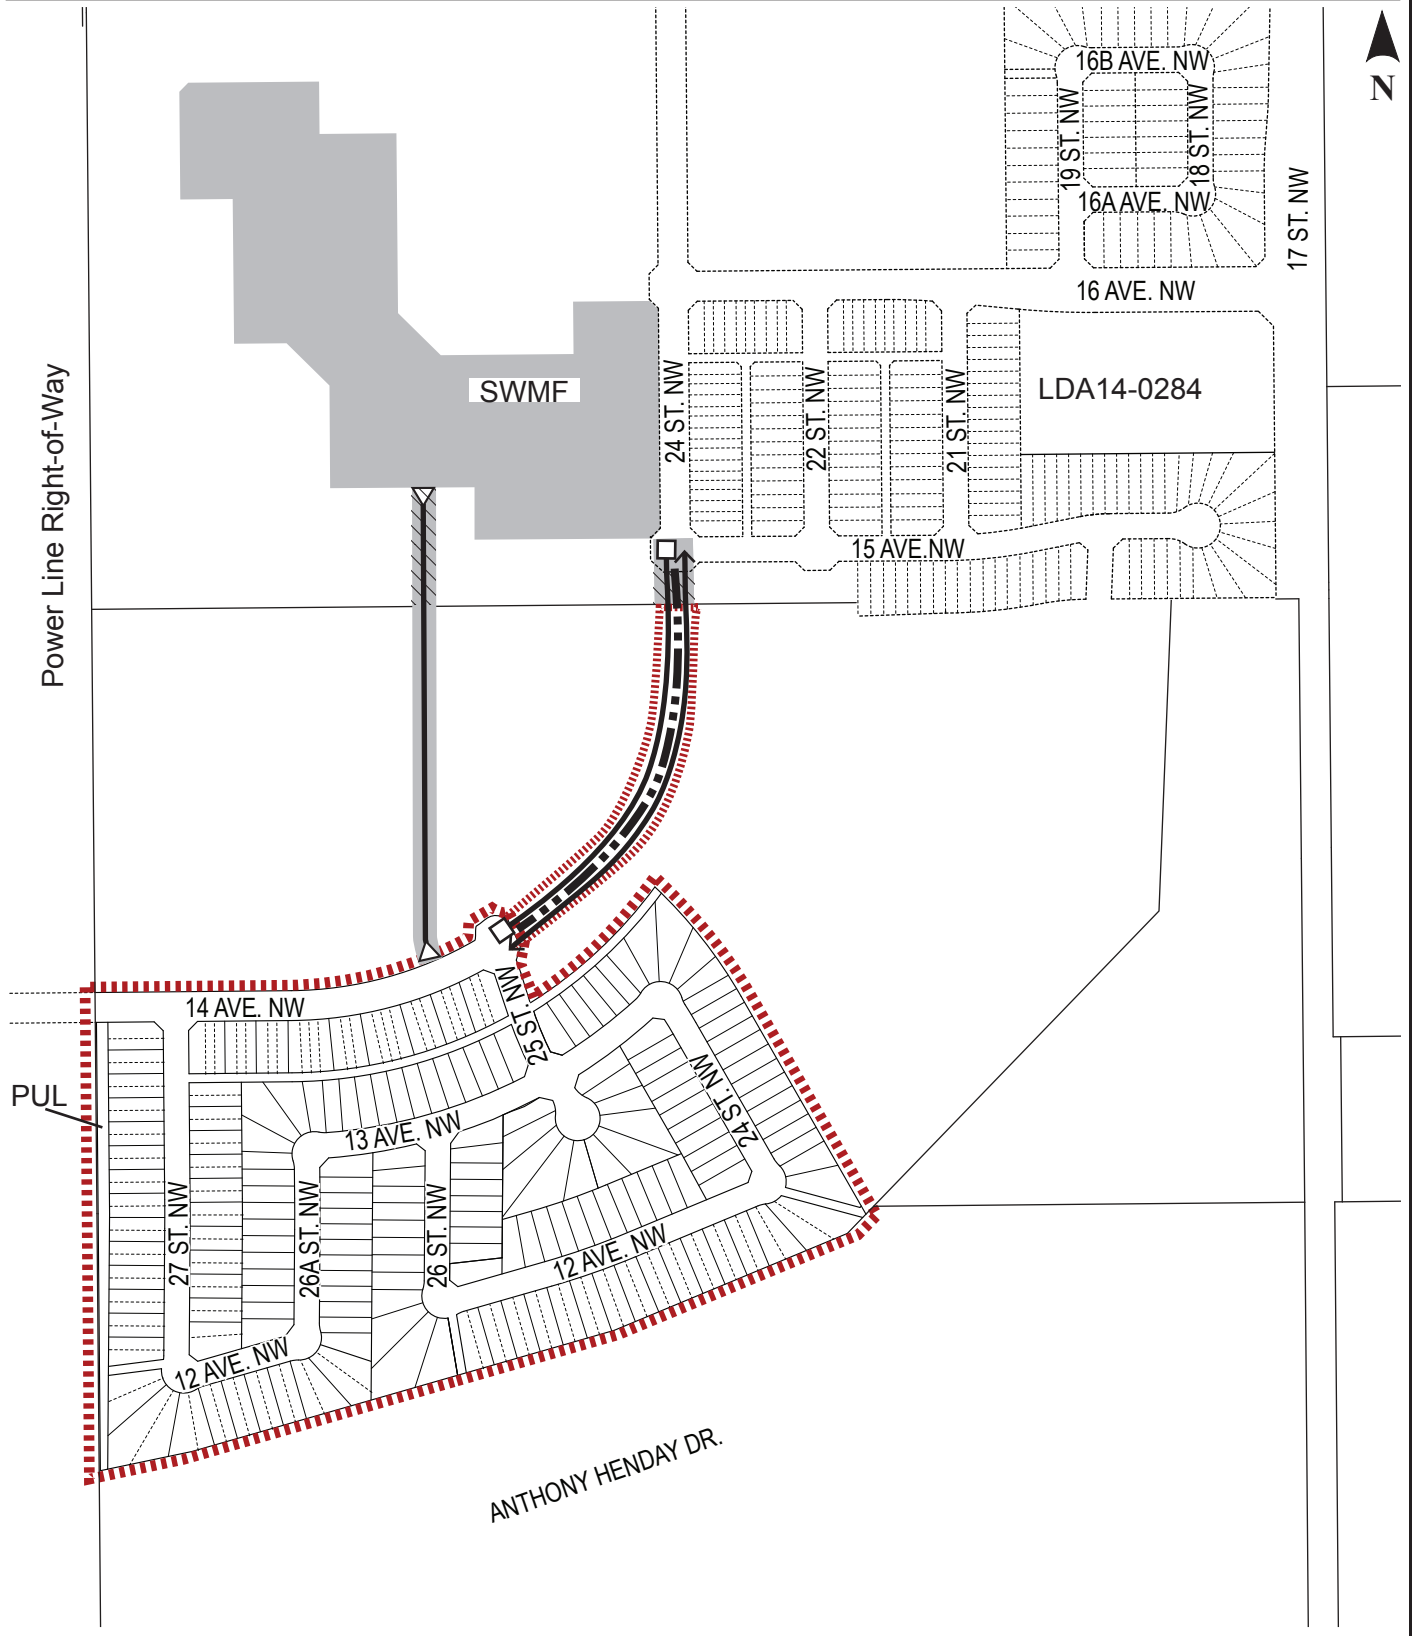 16B AVE. NW
N
19 ST. NW
18 ST. NW
16A AVE. NW
17 ST. NW
16 AVE. NW
Power Line Right-of-Way
SWMF
24 ST. NW
22 ST. NW
21 ST. NW
LDA14-0284
15 AVE.NW
14 AVE. NW
25 ST. NW
PUL
13 AVE. NW
24 ST. NW
27 ST. NW
26A ST. NW
26 ST. NW
12 AVE. NW
12 AVE. NW
ANTHONY HENDAY DR.